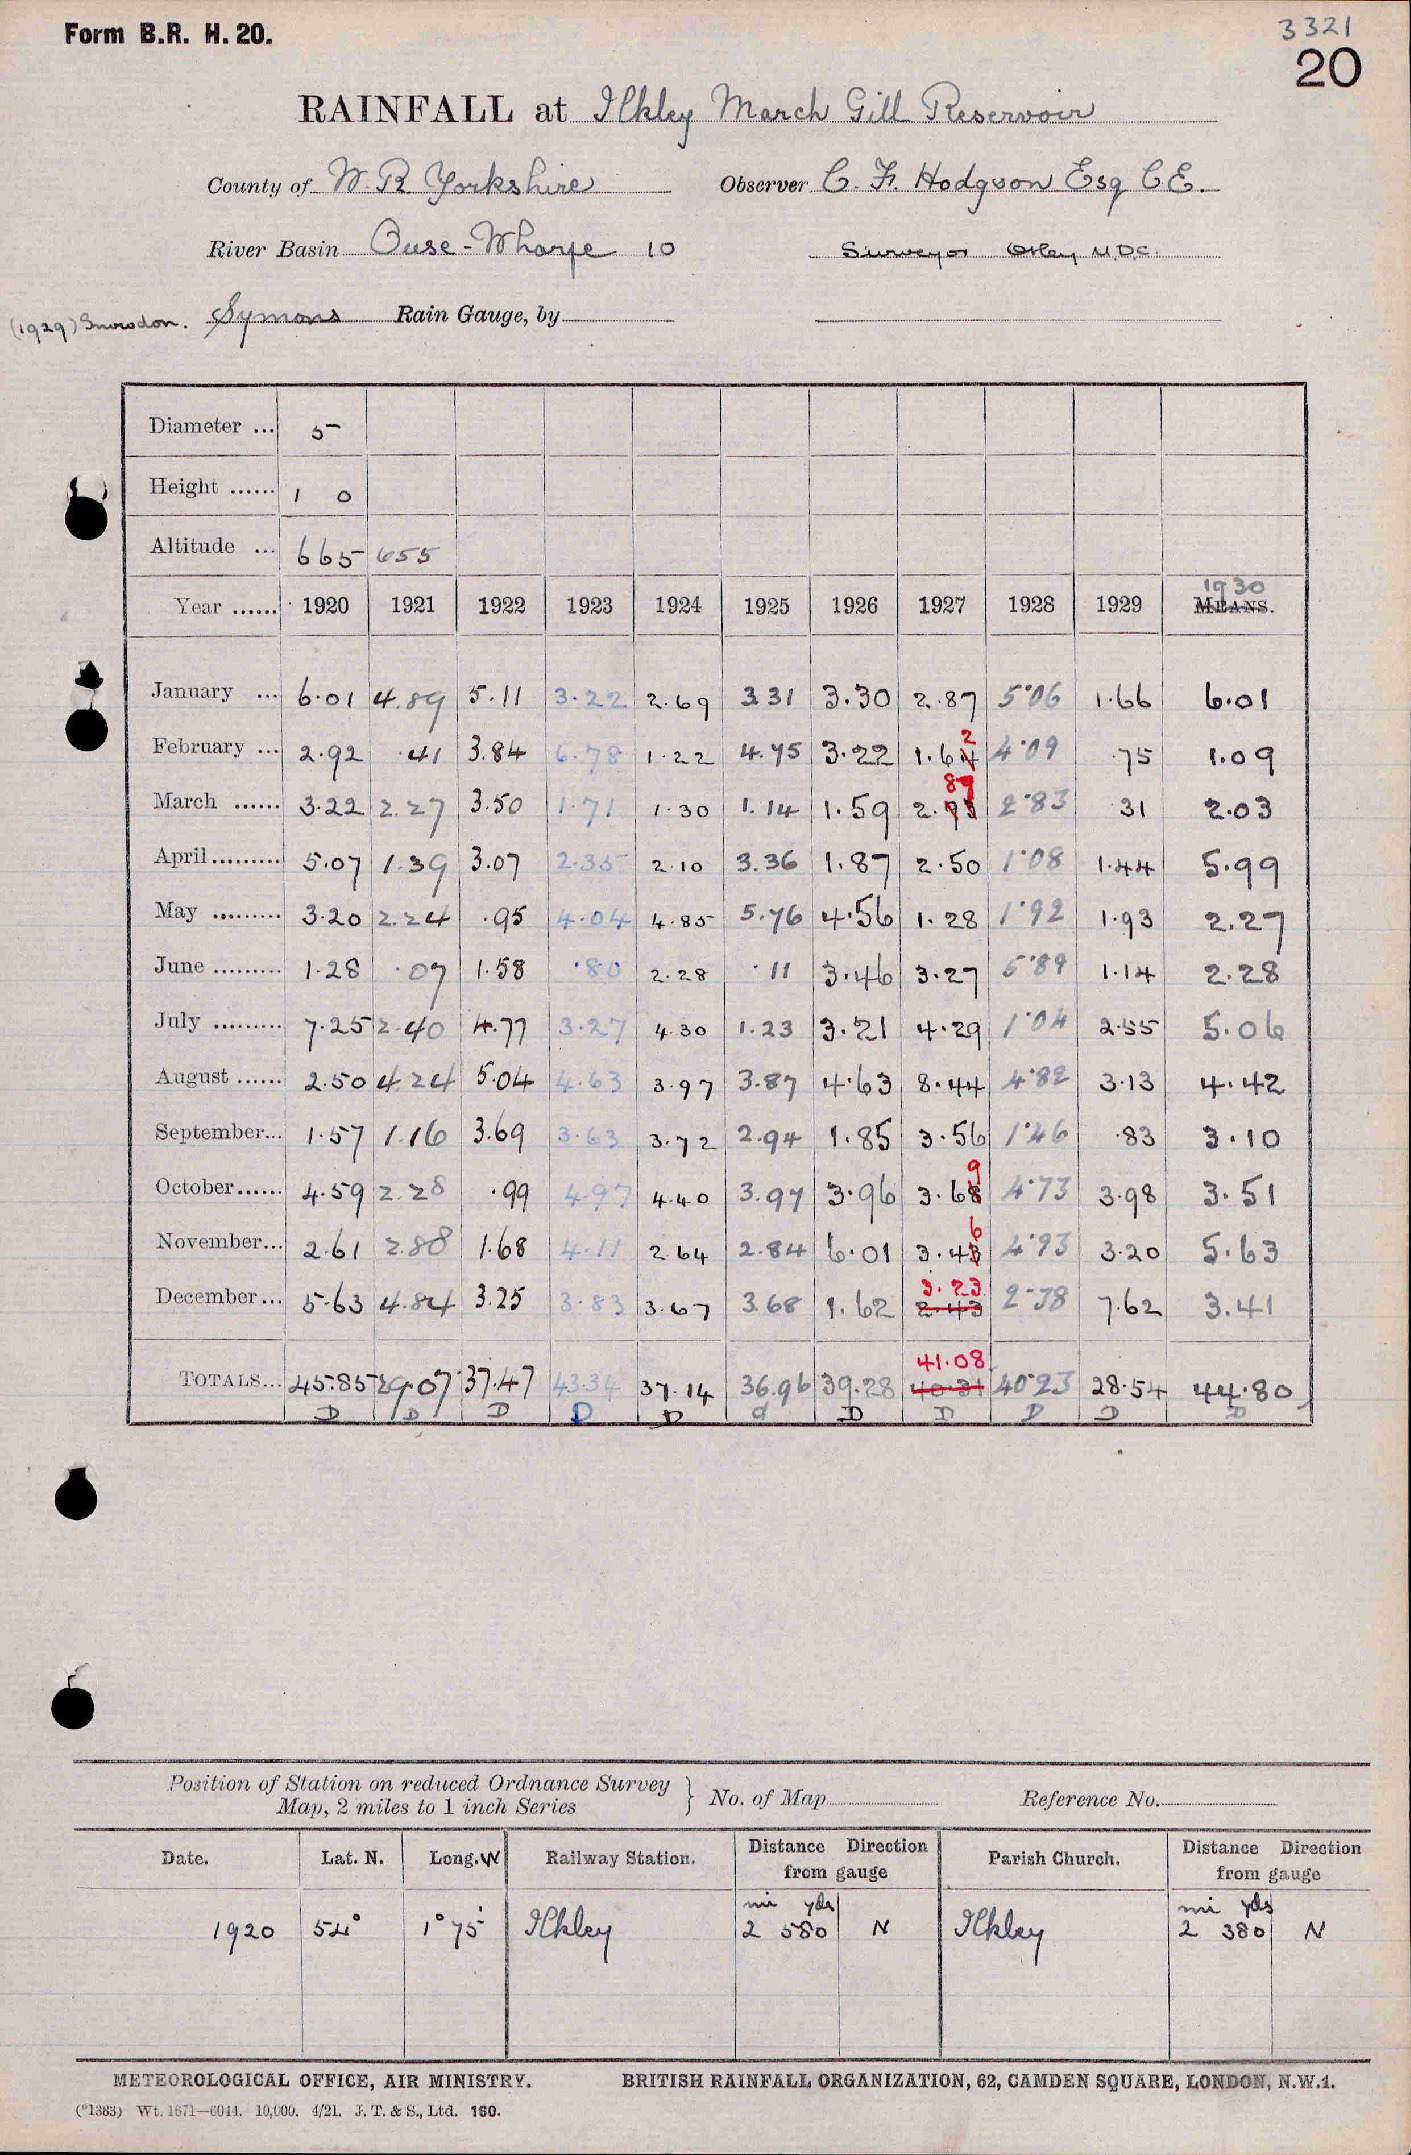 Form B.R. H. 20.
3321
20
RAINFALL at Ilkley March Gill Reservoir
County of W. R. Yorkshire Observer C. F. Hodgson Esq C E.
River Basin Ouse - Wharfe 10 Surveyor Otley U.D.C.
(1929) Snowdon. Symons Rain Gauge, by
Diameter ... 5
Height ...... 1 0
Altitude ... 665 655
1930
Year ...... 1920 1921 1922 1923 1924 1925 1926 1927 1928 1929 MEANS.
January ... 6.01 4.89 5.11 3.22 2.69 3.31 3.30 2.87 5.06 1.66 6.01
2
February ... 2.92 .41 3.84 6.78 1.22 4.75 3.22 1.64 4.09 .75 1.09
89
March ...... 3.22 2.27 3.50 1.71 1.30 1.14 1.59 2.93 2.83 31 2.03
April ......... 5.07 1.39 3.07 2.35 2.10 3.36 1.87 2.50 1.08 1.44 5.99
May ......... 3.20 2.24 .95 4.04 4.85 5.76 4.56 1.28 1.92 1.93 2.27
June ......... 1.28 .07 1.58 .80 2.28 .11 3.46 3.27 5.89 1.14 2.28
July ......... 7.25 2.40 4.77 3.27 4.30 1.23 3.21 4.29 1.04 2.55 5.06
August ...... 2.50 4.24 5.04 4.63 3.97 3.87 4.63 8.44 4.82 3.13 4.42
September... 1.57 1.16 3.69 3.63 3.72 2.94 1.85 3.56 1.46 .83 3.10
9
October...... 4.59 2.28 .99 4.97 4.40 3.97 3.96 3.68 4.73 3.98 3.51
6
November... 2.61 2.88 1.68 4.11 2.64 2.84 6.01 3.43 4.93 3.20 5.63
3.23
December... 5.63 4.84 3.25 3.83 3.67 3.68 1.62 2.43 2.38 7.62 3.41
41.08
TOTALS... 45.85 29.07 37.47 43.34 37.14 36.96 39.28 40.31 40.23 28.54 44.80
D D D D D d D D D D D
Position of Station on reduced Ordnance Survey
Map, 2 miles to 1 inch Series } No. of Map Reference No.
Date. Lat. N. Long. W Railway Station. Distance Direction from gauge Parish Church. Distance Direction from gauge
mi yds mi yds
1920 54° 1° 75' Ilkley 2 580 N Ilkley 2 380 N
METEOROLOGICAL OFFICE, AIR MINISTRY. BRITISH RAINFALL ORGANIZATION, 62, CAMDEN SQUARE, LONDON, N.W.1.
(*1383) Wt. 1671—6044. 10,000. 4/21. J. T. & S., Ltd. 160.